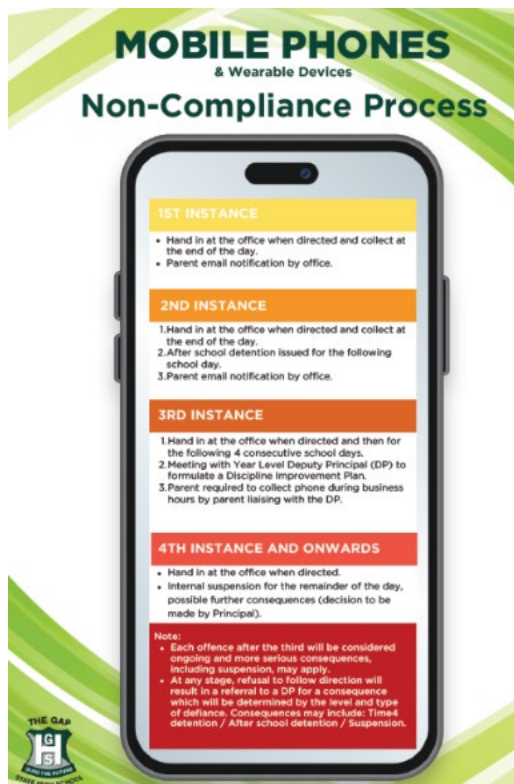 MOBILE PHONES
& Wearable Devices
Non-Compliance Process
1ST INSTANCE
• Hand in at the office when directed and collect at
the end of the day.
• Parent email notification by office.
2ND INSTANCE
1.Hand in at the office when directed and collect at
the end of the day.
2.After school detention issued for the following
school day.
3.Parent email notification by office.
3RD INSTANCE
1.Hand in at the office when directed and then for
the following 4 consecutive school days.
2.Meeting with Year Level Deputy Principal (DP) to
formulate a Discipline Improvement Plan.
3.Parent required to collect phone during business
hours by parent liaising with the DP.
4TH INSTANCE AND ONWARDS
• Hand in at the office when directed.
• Internal suspension for the remainder of the day,
possible further consequences (decision to be
made by Principal).
Note:
• Each offence after the third will be considered
ongoing and more serious consequences,
including suspension, may apply.
• At any stage, refusal to follow direction will
result in a referral to a DP for a consequence
which will be determined by the level and type
of defiance. Consequences may include: Time4
detention / After school detention / Suspension.
THE GAP
H
G S
STATE HIGH SCHOOL